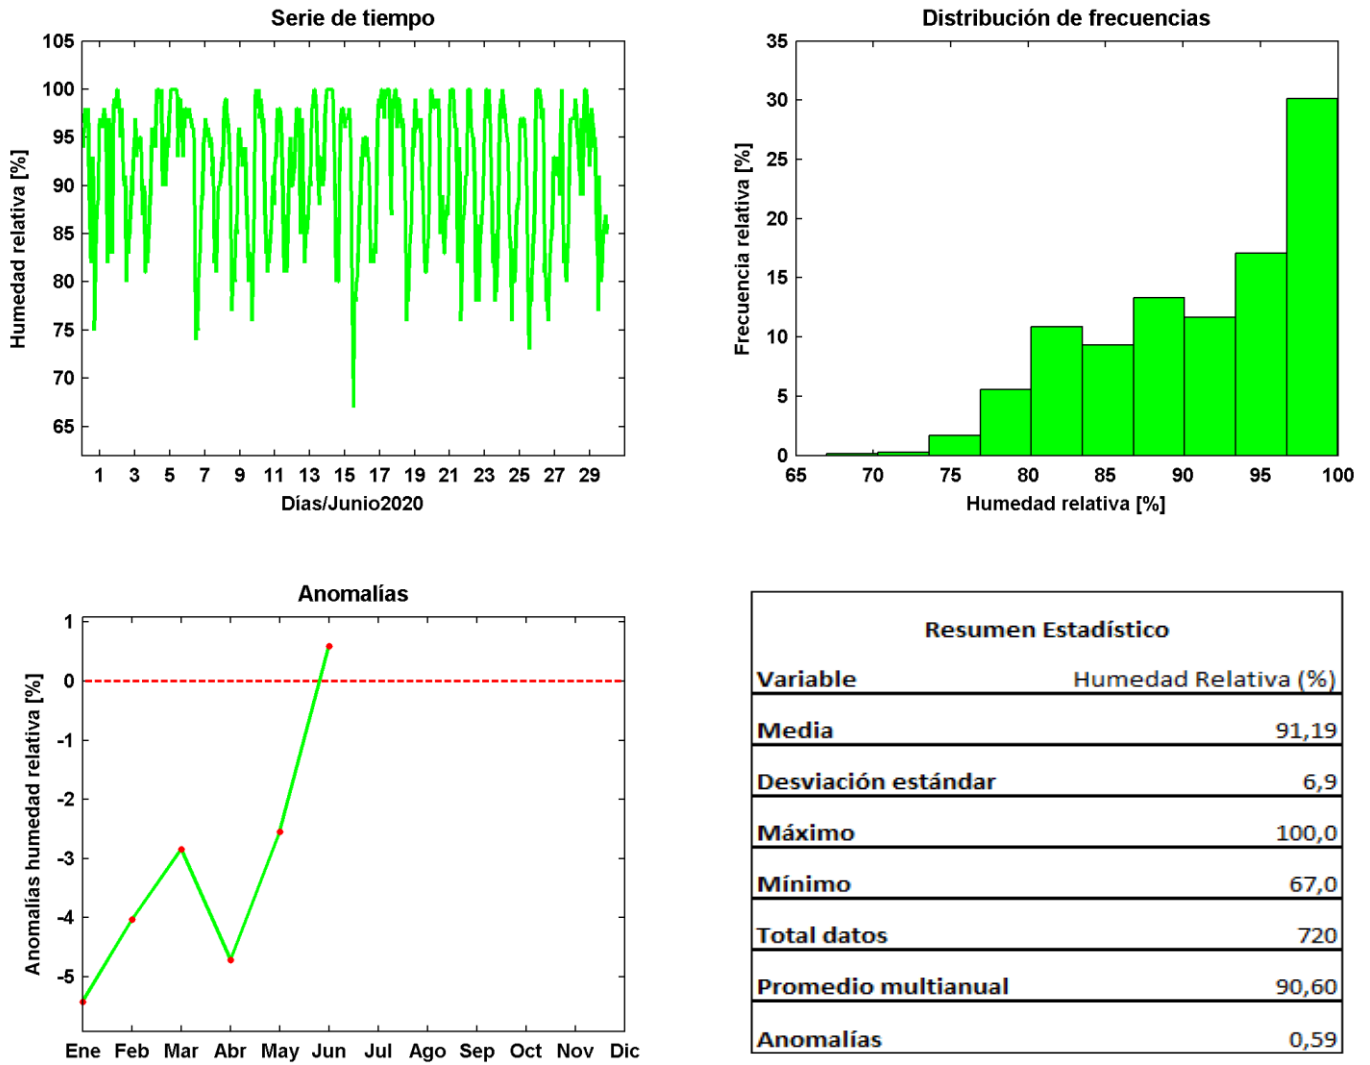 Serie de tiempo
105
100
95
90
85
80
75
70
65
Humedad relativa [%]
1 3 5 7 9 11 13 15 17 19 21 23 25 27 29
Días/Junio2020
Distribución de frecuencias
35
30
25
20
15
10
5
0
Frecuencia relativa [%]
65 70 75 80 85 90 95 100
Humedad relativa [%]
Anomalías
1
0
-1
-2
-3
-4
-5
Anomalías humedad relativa [%]
Ene Feb Mar Abr May Jun Jul Ago Sep Oct Nov Dic
Resumen Estadístico
Variable Humedad Relativa (%)
Media 91,19
Desviación estándar 6,9
Máximo 100,0
Mínimo 67,0
Total datos 720
Promedio multianual 90,60
Anomalías 0,59